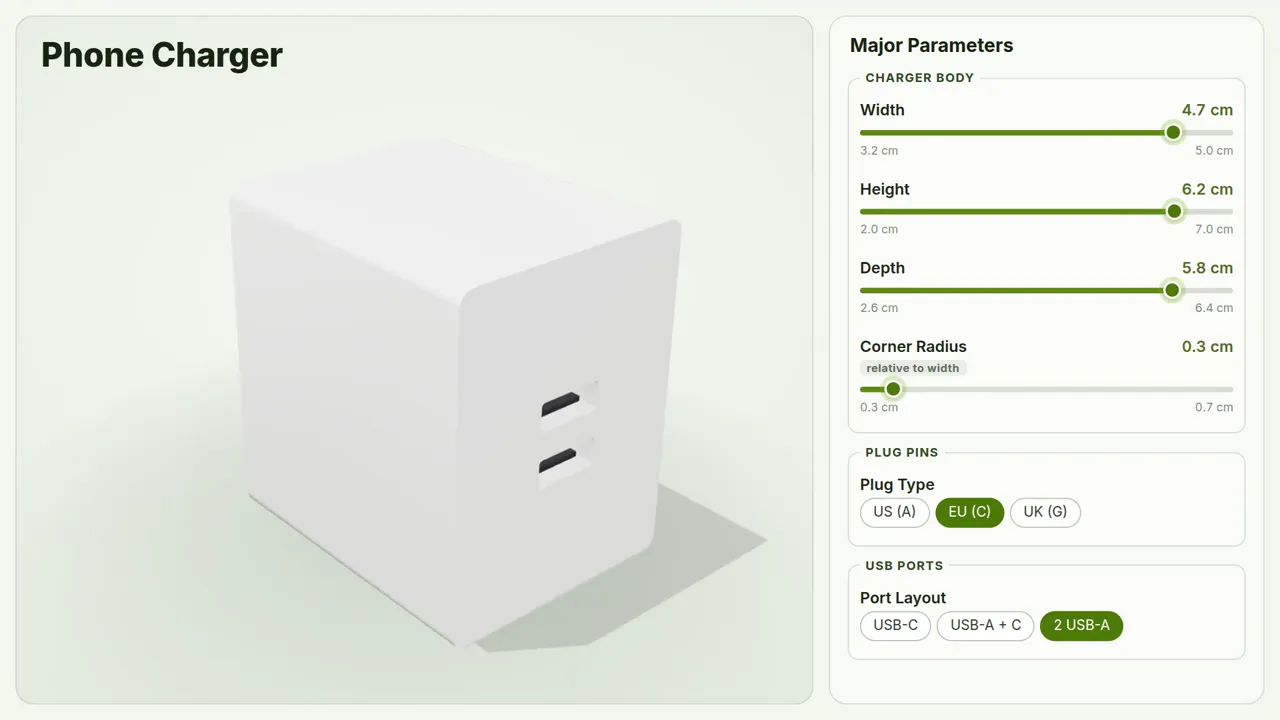 Phone Charger
Major Parameters
CHARGER BODY
Width 4.7 cm
3.2 cm 5.0 cm
Height 6.2 cm
2.0 cm 7.0 cm
Depth 5.8 cm
2.6 cm 6.4 cm
Corner Radius 0.3 cm
relative to width
0.3 cm 0.7 cm
PLUG PINS
Plug Type
US (A) EU (C) UK (G)
USB PORTS
Port Layout
USB-C USB-A + C 2 USB-A